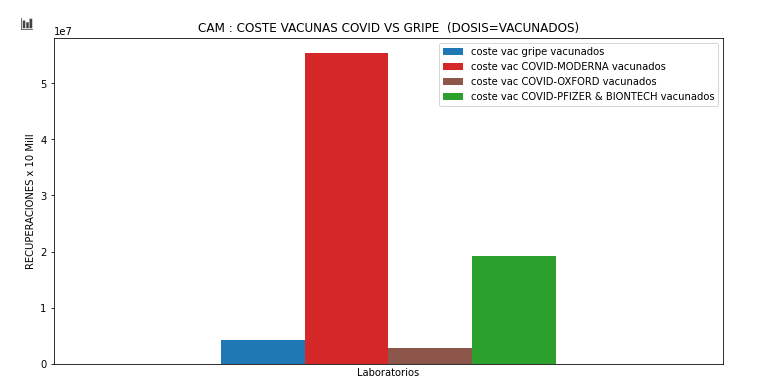 CAM : COSTE VACUNAS COVID VS GRIPE  (DOSIS=VACUNADOS)
1e7
coste vac gripe vacunados
coste vac COVID-MODERNA vacunados
coste vac COVID-OXFORD vacunados
coste vac COVID-PFIZER & BIONTECH vacunados
5
4
3
2
1
0
RECUPERACIONES x 10 Mill
Laboratorios